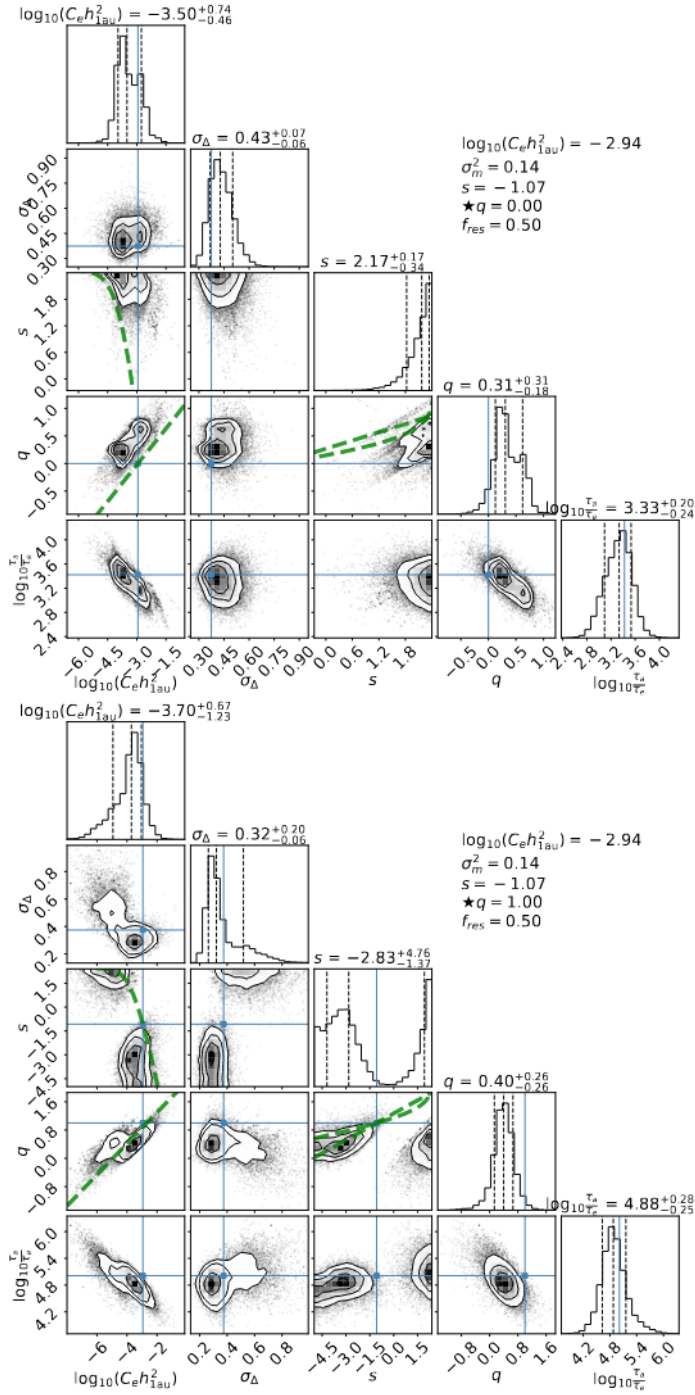 log₁₀(Cₑh²₁ₐᵤ) = −3.50 +0.74 −0.46
σ_Δ = 0.43 +0.07 −0.06
log₁₀(Cₑh²₁ₐᵤ) = −2.94
σ²_m = 0.14
s = −1.07
★q = 0.00
f_res = 0.50
σ_Δ
0.90
0.75
0.60
0.45
0.30
s = 2.17 +0.17 −0.34
s
1.8
1.2
0.6
0.0
q = 0.31 +0.31 −0.18
q
1.0
0.5
0.0
−0.5
log₁₀ τₐ/τₑ = 3.33 +0.20 −0.24
log₁₀ τₐ/τₑ
4.0
3.6
3.2
2.8
2.4
−6.0 −4.5 −3.0 −1.5
0.30 0.45 0.60 0.75 0.90
0.0 0.6 1.2 1.8
−0.5 0.0 0.5 1.0
2.4 3.2 3.6 4.0
log₁₀(Cₑh²₁ₐᵤ) σ_Δ s q log₁₀ τₐ/τₑ
log₁₀(Cₑh²₁ₐᵤ) = −3.70 +0.67 −1.23
σ_Δ = 0.32 +0.20 −0.06
log₁₀(Cₑh²₁ₐᵤ) = −2.94
σ²_m = 0.14
s = −1.07
★q = 1.00
f_res = 0.50
σ_Δ
0.8
0.6
0.4
0.2
s = −2.83 +4.76 −1.37
s
1.5
0.0
−1.5
−3.0
−4.5
q = 0.40 +0.26 −0.26
q
1.6
0.8
0.0
−0.8
log₁₀ τₐ/τₑ = 4.88 +0.28 −0.25
log₁₀ τₐ/τₑ
6.0
5.4
4.8
4.2
−6 −4 −2
0.2 0.4 0.6 0.8
−4.5 −3.0 −1.5 0.0 1.5
−0.8 0.0 0.8 1.6
4.2 4.8 5.4 6.0
log₁₀(Cₑh²₁ₐᵤ) σ_Δ s q log₁₀ τₐ/τₑ